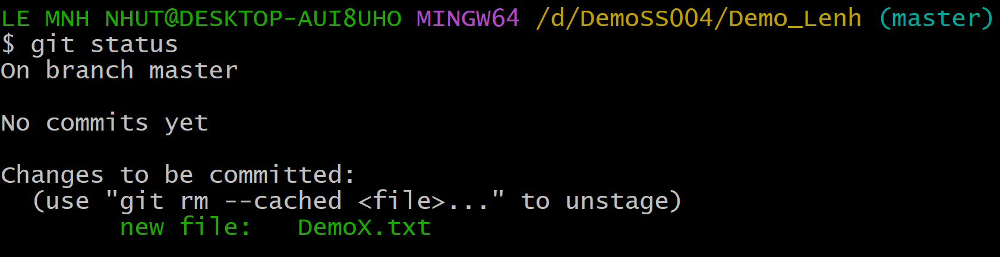 LE MNH NHUT@DESKTOP-AUI8UHO MINGW64 /d/DemoSS004/Demo_Lenh (master)
$ git status
On branch master
No commits yet
Changes to be committed:
(use "git rm --cached <file>..." to unstage)
new file: DemoX.txt